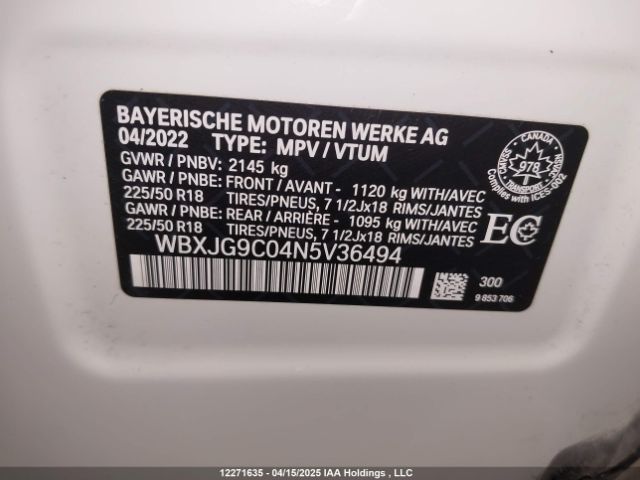 BAYERISCHE MOTOREN WERKE AG
04/2022 TYPE: MPV / VTUM
GVWR / PNBV: 2145 kg
GAWR / PNBE: FRONT / AVANT - 1120 kg WITH/AVEC
225/50 R18 TIRES/PNEUS, 7 1/2Jx18 RIMS/JANTES
GAWR / PNBE: REAR / ARRIÈRE - 1095 kg WITH/AVEC
225/50 R18 TIRES/PNEUS, 7 1/2Jx18 RIMS/JANTES
WBXJG9C04N5V36494
CANADA
CMVSS
NSVAC
978
TRANSPORT
Complies with ICES-002
EC
300
9 853 706
12271635 - 04/15/2025 IAA Holdings , LLC